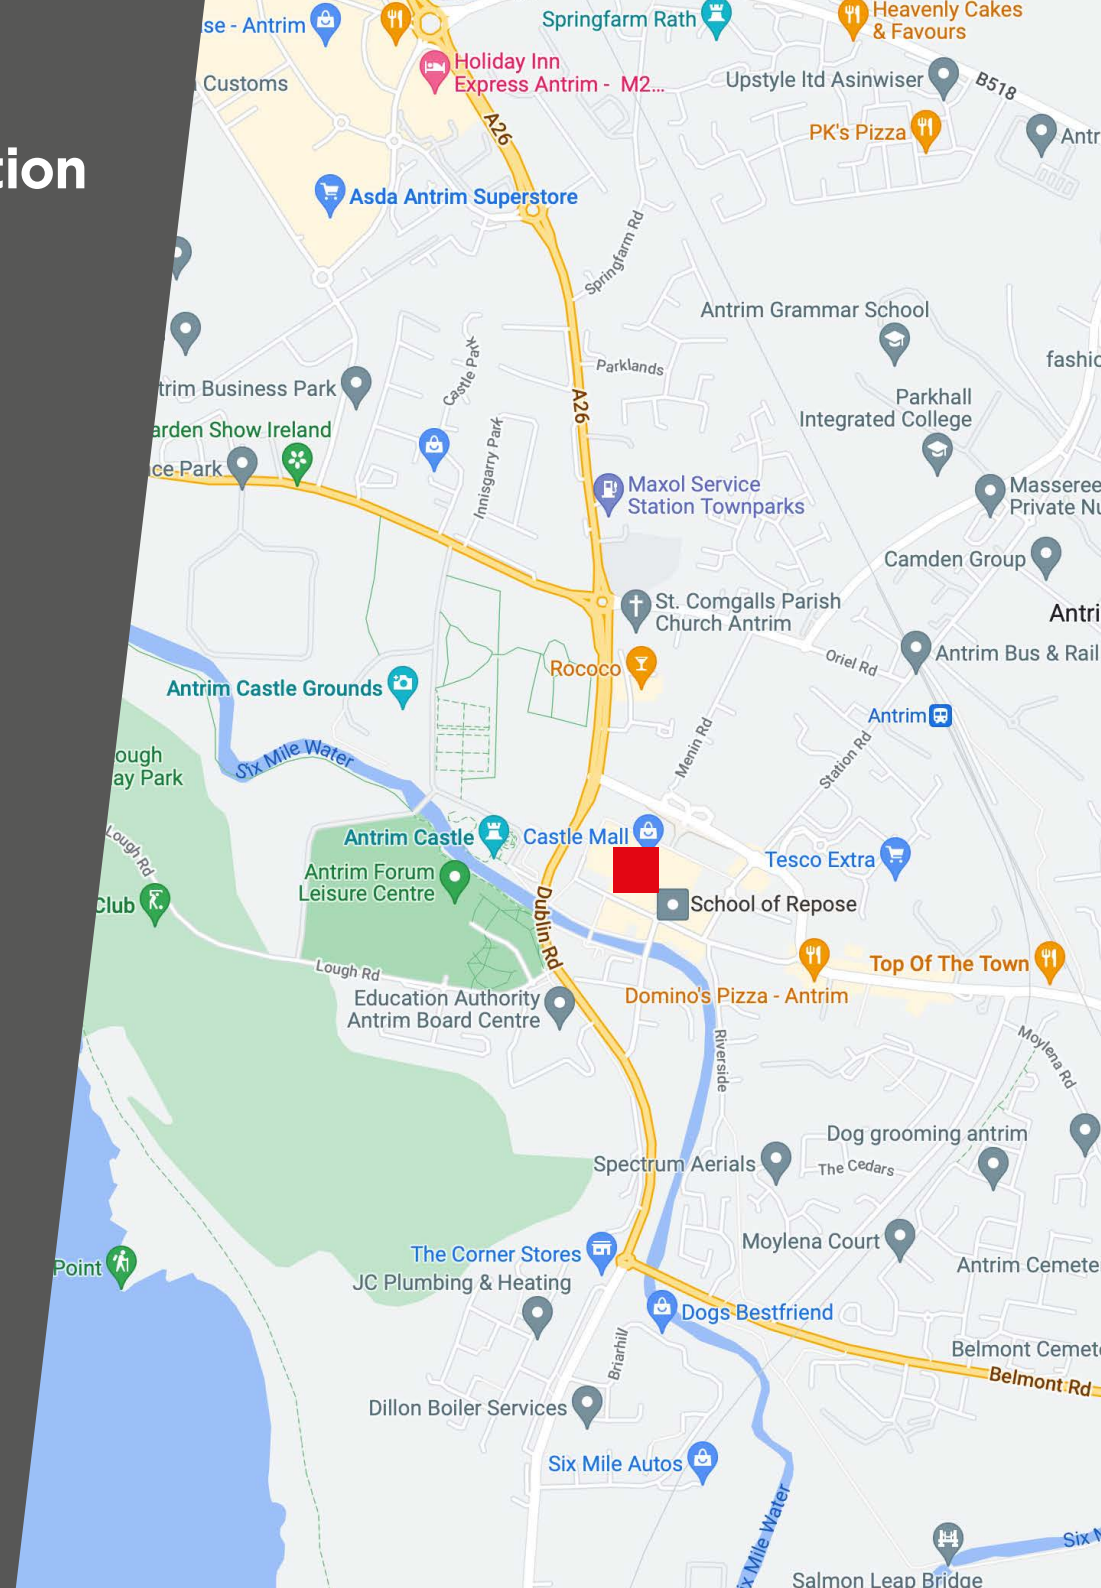 tion
se - Antrim
Springfarm Rath
Heavenly Cakes
& Favours
Holiday Inn
Express Antrim - M2...
Customs
Upstyle ltd Asinwiser
B518
A26
PK's Pizza
Antr
Asda Antrim Superstore
Springfarm Rd
Antrim Grammar School
Parklands
fashic
Castle Park
trim Business Park
A26
Parkhall
Integrated College
arden Show Ireland
ice Park
Innisgarry Park
Maxol Service
Station Townparks
Masseree
Private Nu
Camden Group
St. Comgalls Parish
Church Antrim
Antri
Rococo
Oriel Rd
Antrim Bus & Rail
Antrim Castle Grounds
Antrim
Menin Rd
Station Rd
ough
ay Park
Six Mile Water
Lough Rd
Antrim Castle
Castle Mall
Tesco Extra
Antrim Forum
Leisure Centre
Club
Dublin Rd
School of Repose
Lough Rd
Top Of The Town
Education Authority
Antrim Board Centre
Domino's Pizza - Antrim
Riverside
Moylena Rd
Dog grooming antrim
Spectrum Aerials
The Cedars
Moylena Court
The Corner Stores
Point
Antrim Cemete
JC Plumbing & Heating
Dogs Bestfriend
Briarhill
Belmont Cemete
Belmont Rd
Dillon Boiler Services
Six Mile Autos
ix Mile Water
Six M
Salmon Leap Bridge